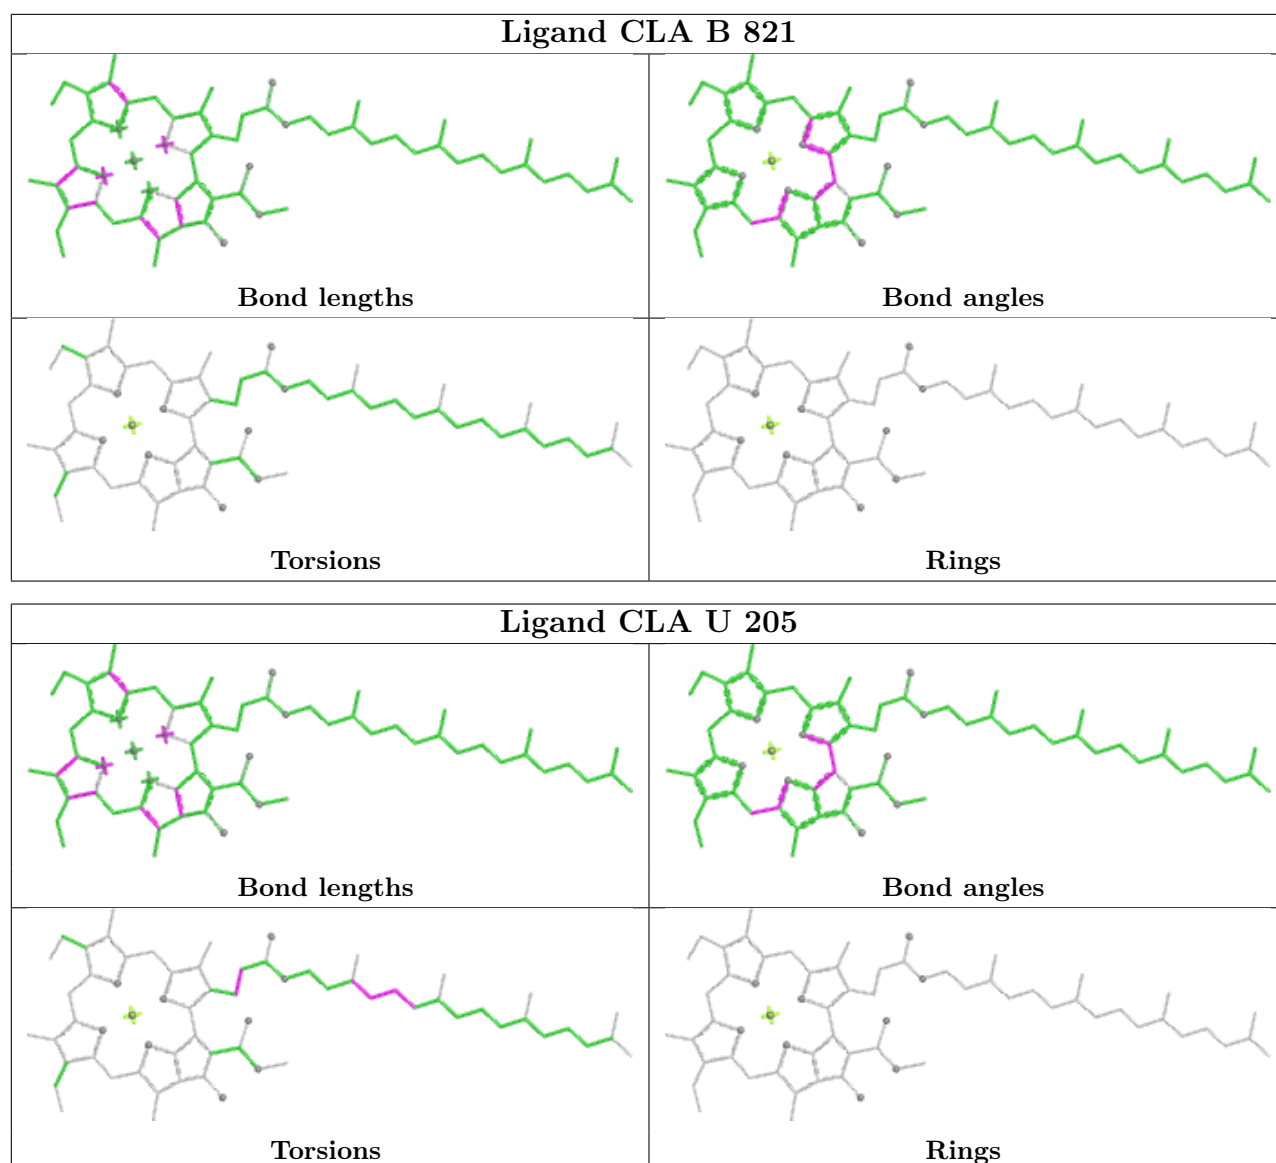 Ligand CLA B 821
Bond lengths
Bond angles
Torsions
Rings
Ligand CLA U 205
Bond lengths
Bond angles
Torsions
Rings